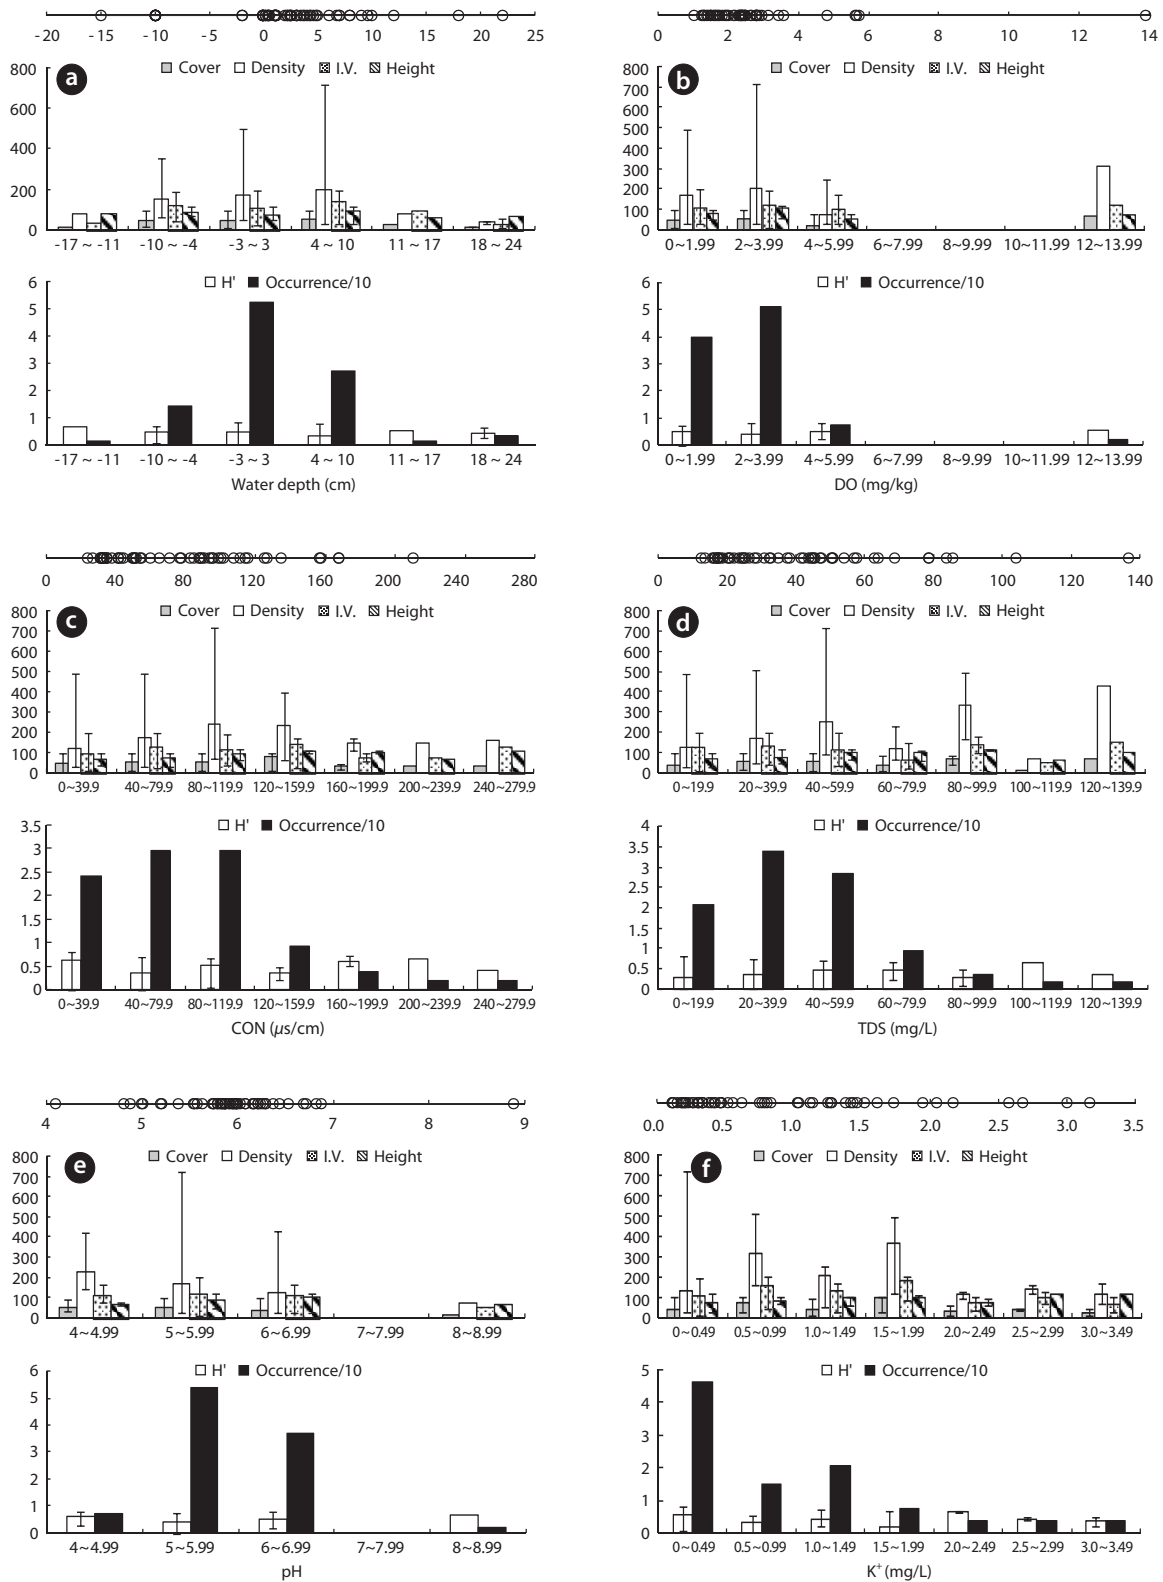 -20 -15 -10 -5 0 5 10 15 20 25
0 2 4 6 8 10 12 14
a
Cover Density I.V. Height
800
600
400
200
0
-17 ~ -11 -10 ~ -4 -3 ~ 3 4 ~ 10 11 ~ 17 18 ~ 24
b
Cover Density I.V. Height
800
700
600
500
400
300
200
100
0
0~1.99 2~3.99 4~5.99 6~7.99 8~9.99 10~11.99 12~13.99
H' Occurrence/10
6
5
4
3
2
1
0
-17 ~ -11 -10 ~ -4 -3 ~ 3 4 ~ 10 11 ~ 17 18 ~ 24
Water depth (cm)
H' Occurrence/10
6
5
4
3
2
1
0
0~1.99 2~3.99 4~5.99 6~7.99 8~9.99 10~11.99 12~13.99
DO (mg/kg)
0 40 80 120 160 200 240 280
0 20 40 60 80 100 120 140
c
Cover Density I.V. Height
800
700
600
500
400
300
200
100
0
0~39.9 40~79.9 80~119.9 120~159.9 160~199.9 200~239.9 240~279.9
d
Cover Density I.V. Height
800
700
600
500
400
300
200
100
0
0~19.9 20~39.9 40~59.9 60~79.9 80~99.9 100~119.9 120~139.9
H' Occurrence/10
3.5
3
2.5
2
1.5
1
0.5
0
0~39.9 40~79.9 80~119.9 120~159.9 160~199.9 200~239.9 240~279.9
CON (μs/cm)
H' Occurrence/10
4
3.5
3
2.5
2
1.5
1
0.5
0
0~19.9 20~39.9 40~59.9 60~79.9 80~99.9 100~119.9 120~139.9
TDS (mg/L)
4 5 6 7 8 9
0.0 0.5 1.0 1.5 2.0 2.5 3.0 3.5
e
Cover Density I.V. Height
800
700
600
500
400
300
200
100
0
4~4.99 5~5.99 6~6.99 7~7.99 8~8.99
f
Cover Density I.V. Height
800
700
600
500
400
300
200
100
0
0~0.49 0.5~0.99 1.0~1.49 1.5~1.99 2.0~2.49 2.5~2.99 3.0~3.49
H' Occurrence/10
6
5
4
3
2
1
0
4~4.99 5~5.99 6~6.99 7~7.99 8~8.99
pH
H' Occurrence/10
5
4
3
2
1
0
0~0.49 0.5~0.99 1.0~1.49 1.5~1.99 2.0~2.49 2.5~2.99 3.0~3.49
K⁺ (mg/L)